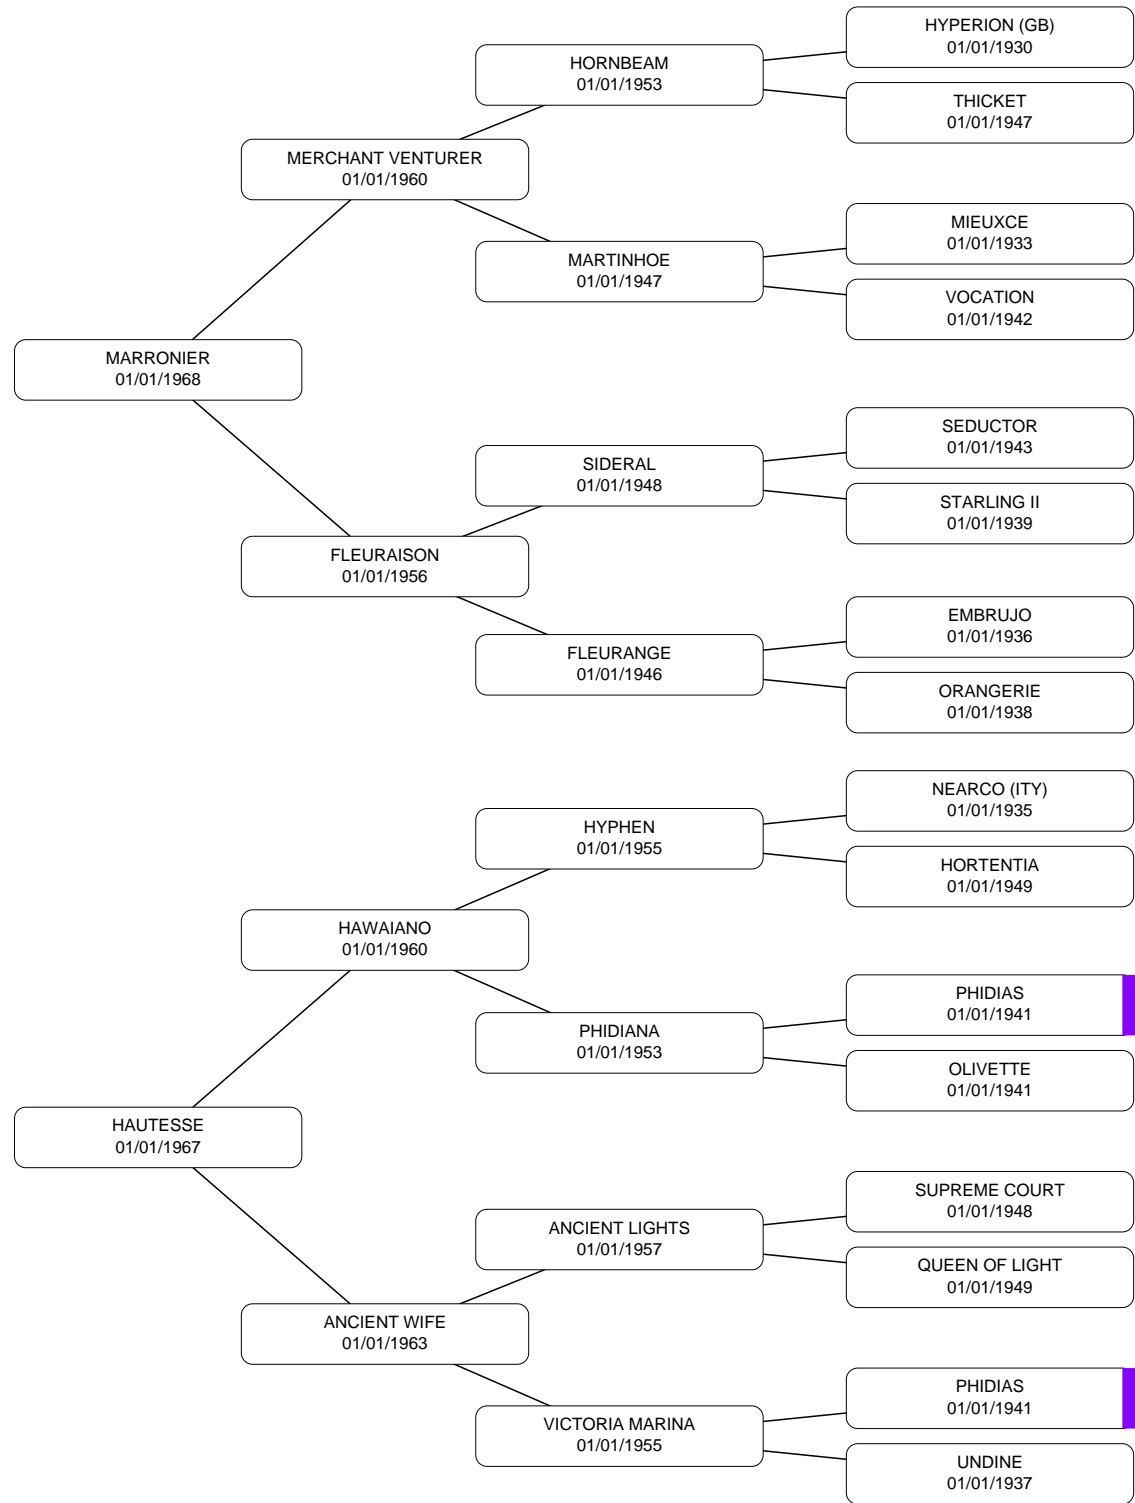 HYPERION (GB)
01/01/1930
HORNBEAM
01/01/1953
THICKET
01/01/1947
MERCHANT VENTURER
01/01/1960
MIEUXCE
01/01/1933
MARTINHOE
01/01/1947
VOCATION
01/01/1942
MARRONIER
01/01/1968
SEDUCTOR
01/01/1943
SIDERAL
01/01/1948
STARLING II
01/01/1939
FLEURAISON
01/01/1956
EMBRUJO
01/01/1936
FLEURANGE
01/01/1946
ORANGERIE
01/01/1938
NEARCO (ITY)
01/01/1935
HYPHEN
01/01/1955
HORTENTIA
01/01/1949
HAWAIANO
01/01/1960
PHIDIAS
01/01/1941
PHIDIANA
01/01/1953
OLIVETTE
01/01/1941
HAUTESSE
01/01/1967
SUPREME COURT
01/01/1948
ANCIENT LIGHTS
01/01/1957
QUEEN OF LIGHT
01/01/1949
ANCIENT WIFE
01/01/1963
PHIDIAS
01/01/1941
VICTORIA MARINA
01/01/1955
UNDINE
01/01/1937